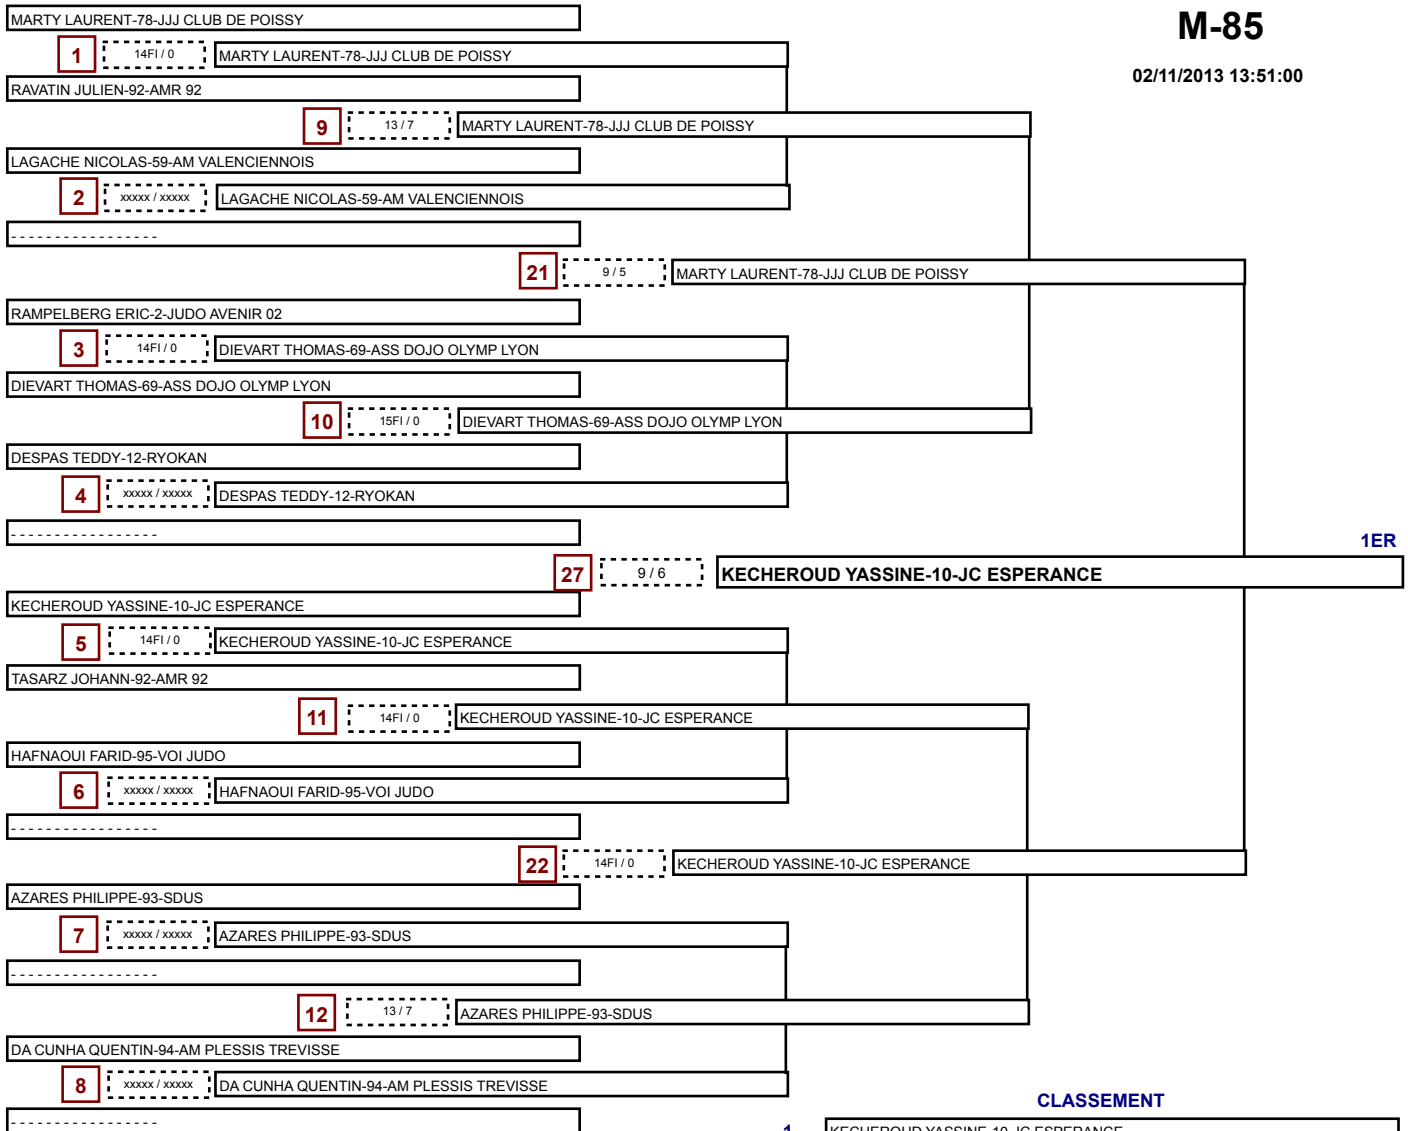 MARTY LAURENT-78-JJJ CLUB DE POISSY
M-85
1
14FI / 0
MARTY LAURENT-78-JJJ CLUB DE POISSY
02/11/2013 13:51:00
RAVATIN JULIEN-92-AMR 92
9
13 / 7
MARTY LAURENT-78-JJJ CLUB DE POISSY
LAGACHE NICOLAS-59-AM VALENCIENNOIS
2
xxxxx / xxxxx
LAGACHE NICOLAS-59-AM VALENCIENNOIS
- - - - - - - - - - - - - - - - -
21
9 / 5
MARTY LAURENT-78-JJJ CLUB DE POISSY
RAMPELBERG ERIC-2-JUDO AVENIR 02
3
14FI / 0
DIEVART THOMAS-69-ASS DOJO OLYMP LYON
DIEVART THOMAS-69-ASS DOJO OLYMP LYON
10
15FI / 0
DIEVART THOMAS-69-ASS DOJO OLYMP LYON
DESPAS TEDDY-12-RYOKAN
4
xxxxx / xxxxx
DESPAS TEDDY-12-RYOKAN
- - - - - - - - - - - - - - - - -
1ER
27
9 / 6
KECHEROUD YASSINE-10-JC ESPERANCE
KECHEROUD YASSINE-10-JC ESPERANCE
5
14FI / 0
KECHEROUD YASSINE-10-JC ESPERANCE
TASARZ JOHANN-92-AMR 92
11
14FI / 0
KECHEROUD YASSINE-10-JC ESPERANCE
HAFNAOUI FARID-95-VOI JUDO
6
xxxxx / xxxxx
HAFNAOUI FARID-95-VOI JUDO
- - - - - - - - - - - - - - - - -
22
14FI / 0
KECHEROUD YASSINE-10-JC ESPERANCE
AZARES PHILIPPE-93-SDUS
7
xxxxx / xxxxx
AZARES PHILIPPE-93-SDUS
- - - - - - - - - - - - - - - - -
12
13 / 7
AZARES PHILIPPE-93-SDUS
DA CUNHA QUENTIN-94-AM PLESSIS TREVISSE
8
xxxxx / xxxxx
DA CUNHA QUENTIN-94-AM PLESSIS TREVISSE
CLASSEMENT
- - - - - - - - - - - - - - - - -
1
KECHEROUD YASSINE-10-JC ESPERANCE